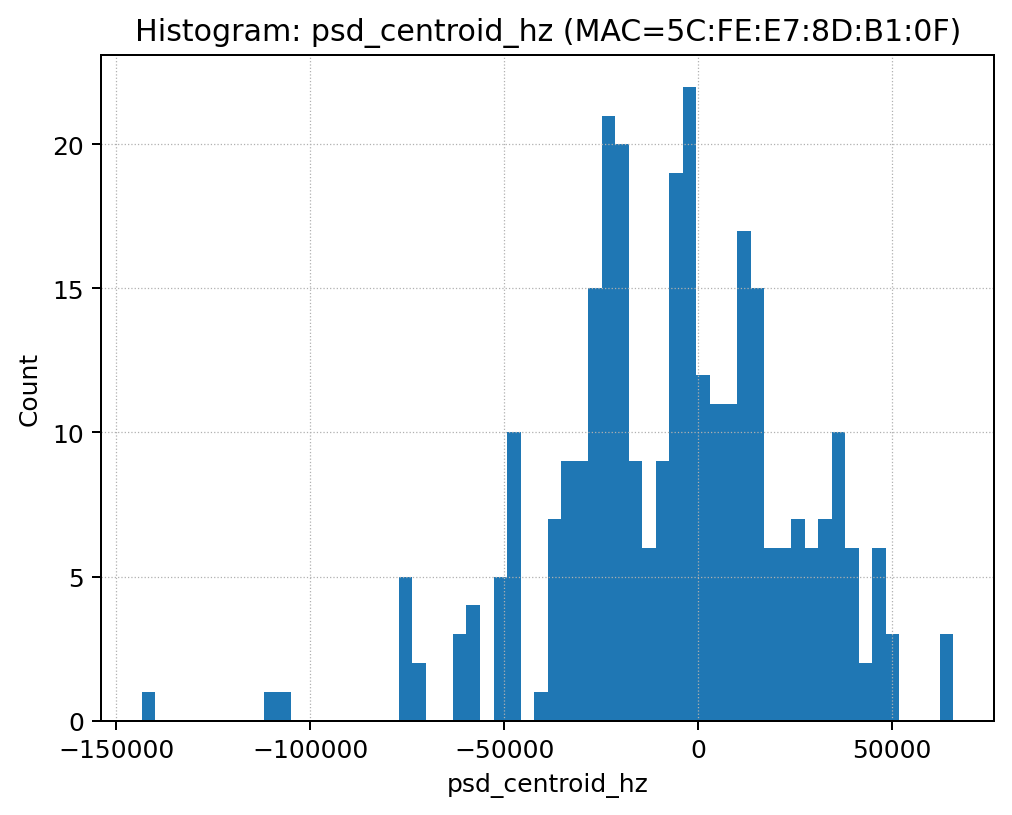 Histogram: psd_centroid_hz (MAC=5C:FE:E7:8D:B1:0F)
Count
20
15
10
5
0
−150000 −100000 −50000 0 50000
psd_centroid_hz